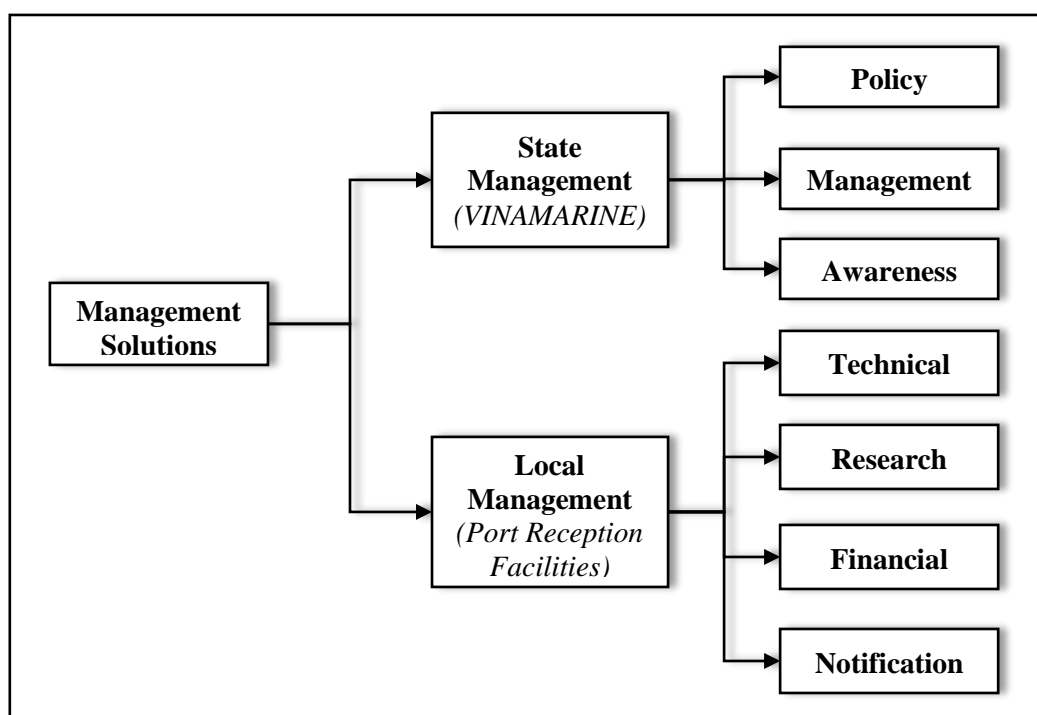 Policy
State
Management
(VINAMARINE)
Management
Awareness
Management
Solutions
Technical
Local
Management
(Port Reception
Facilities)
Research
Financial
Notification